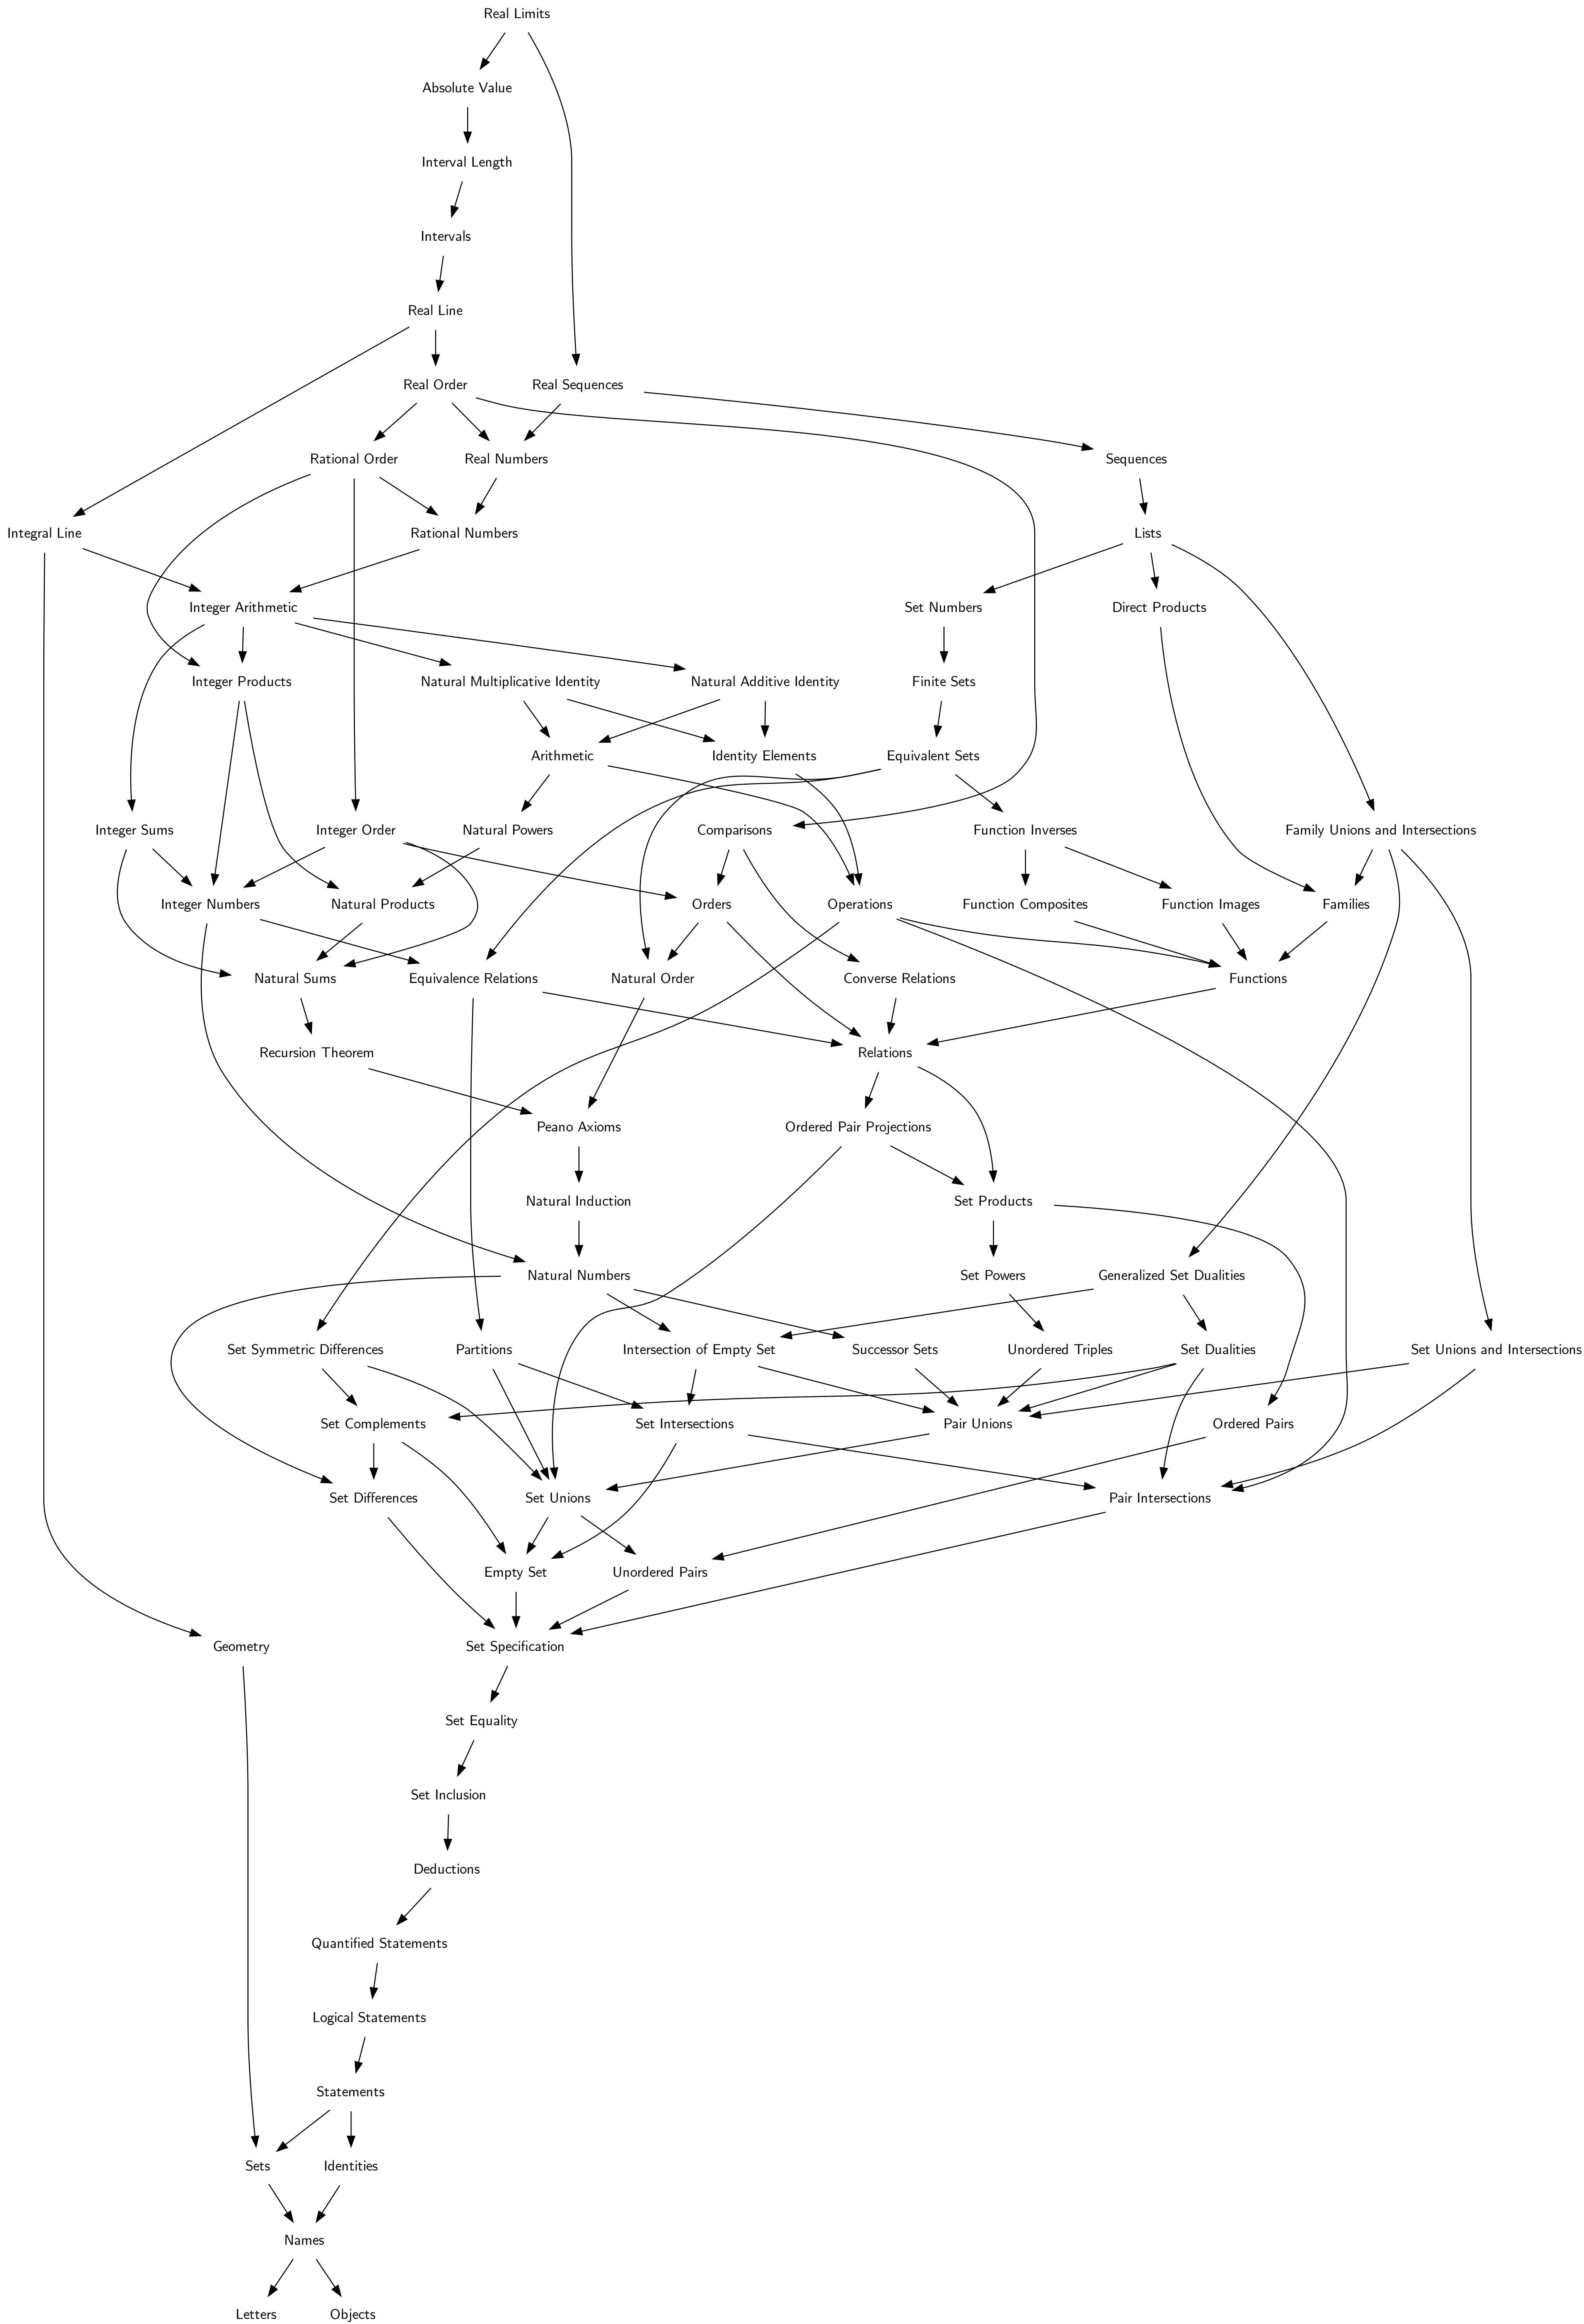 Real Limits
Absolute Value
Interval Length
Intervals
Real Line
Real Order
Real Sequences
Rational Order
Real Numbers
Sequences
Integral Line
Rational Numbers
Lists
Integer Arithmetic
Set Numbers
Direct Products
Integer Products
Natural Multiplicative Identity
Natural Additive Identity
Finite Sets
Arithmetic
Identity Elements
Equivalent Sets
Integer Sums
Integer Order
Natural Powers
Comparisons
Function Inverses
Family Unions and Intersections
Integer Numbers
Natural Products
Orders
Operations
Function Composites
Function Images
Families
Natural Sums
Equivalence Relations
Natural Order
Converse Relations
Functions
Recursion Theorem
Relations
Peano Axioms
Ordered Pair Projections
Natural Induction
Set Products
Natural Numbers
Set Powers
Generalized Set Dualities
Set Symmetric Differences
Partitions
Intersection of Empty Set
Successor Sets
Unordered Triples
Set Dualities
Set Unions and Intersections
Set Complements
Set Intersections
Pair Unions
Ordered Pairs
Set Differences
Set Unions
Pair Intersections
Empty Set
Unordered Pairs
Geometry
Set Specification
Set Equality
Set Inclusion
Deductions
Quantified Statements
Logical Statements
Statements
Sets
Identities
Names
Letters
Objects